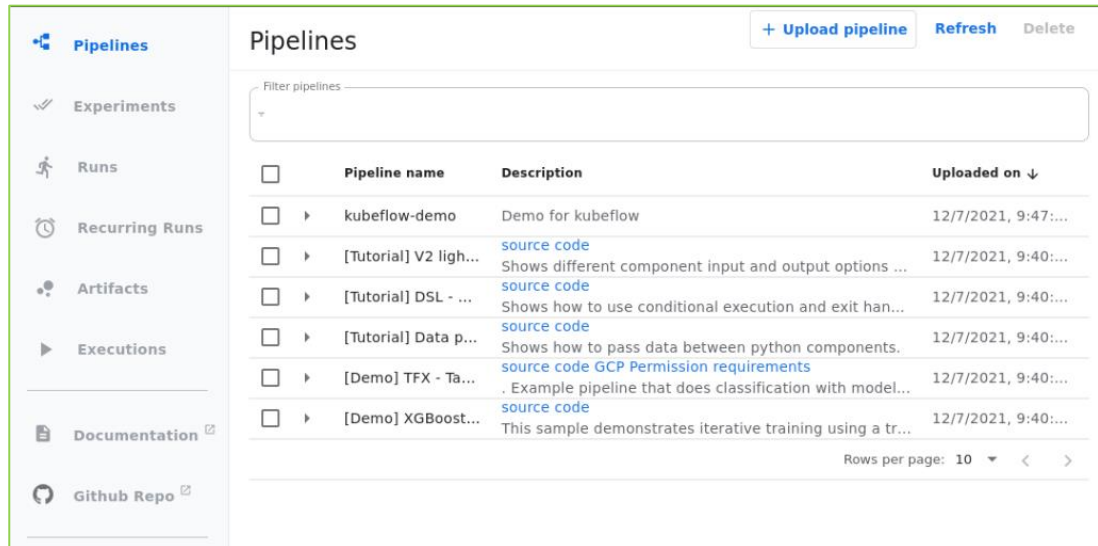 Pipelines
Experiments
Runs
Recurring Runs
Artifacts
Executions
Documentation
Github Repo
Pipelines
+ Upload pipeline Refresh Delete
Filter pipelines
Pipeline name Description Uploaded on ↓
kubeflow-demo Demo for kubeflow 12/7/2021, 9:47:...
[Tutorial] V2 ligh... source code 12/7/2021, 9:40:...
Shows different component input and output options ...
[Tutorial] DSL - ... source code 12/7/2021, 9:40:...
Shows how to use conditional execution and exit han...
[Tutorial] Data p... source code 12/7/2021, 9:40:...
Shows how to pass data between python components.
[Demo] TFX - Ta... source code GCP Permission requirements 12/7/2021, 9:40:...
. Example pipeline that does classification with model...
[Demo] XGBoost... source code 12/7/2021, 9:40:...
This sample demonstrates iterative training using a tr...
Rows per page: 10